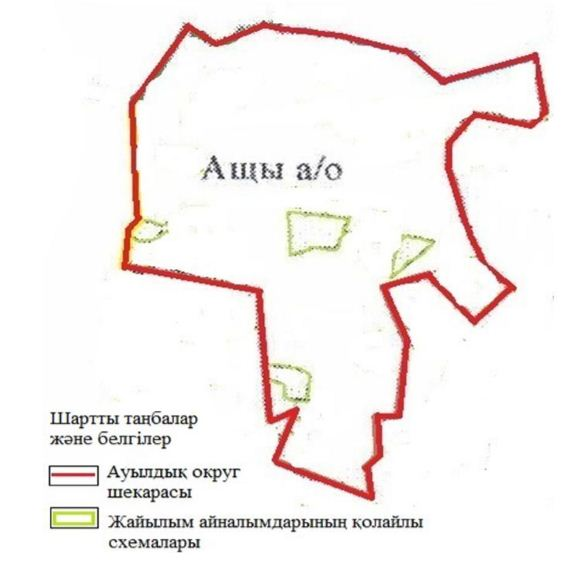 Ащы а/о
Шартты таңбалар
және белгілер
Ауылдық округ
шекарасы
Жайылым айналымдарының қолайлы
схемалары